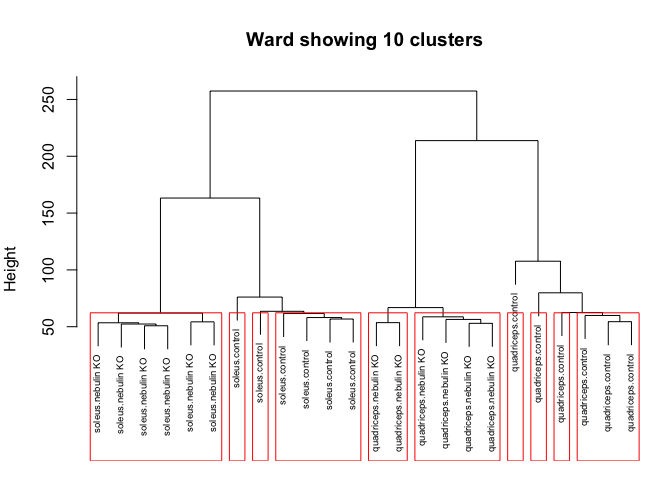 Ward showing 10 clusters
Height
250
200
150
100
50
soleus.nebulin KO
soleus.nebulin KO
soleus.nebulin KO
soleus.nebulin KO
soleus.nebulin KO
soleus.nebulin KO
soleus.control
soleus.control
soleus.control
soleus.control
soleus.control
soleus.control
quadriceps.nebulin KO
quadriceps.nebulin KO
quadriceps.nebulin KO
quadriceps.nebulin KO
quadriceps.nebulin KO
quadriceps.nebulin KO
quadriceps.control
quadriceps.control
quadriceps.control
quadriceps.control
quadriceps.control
quadriceps.control